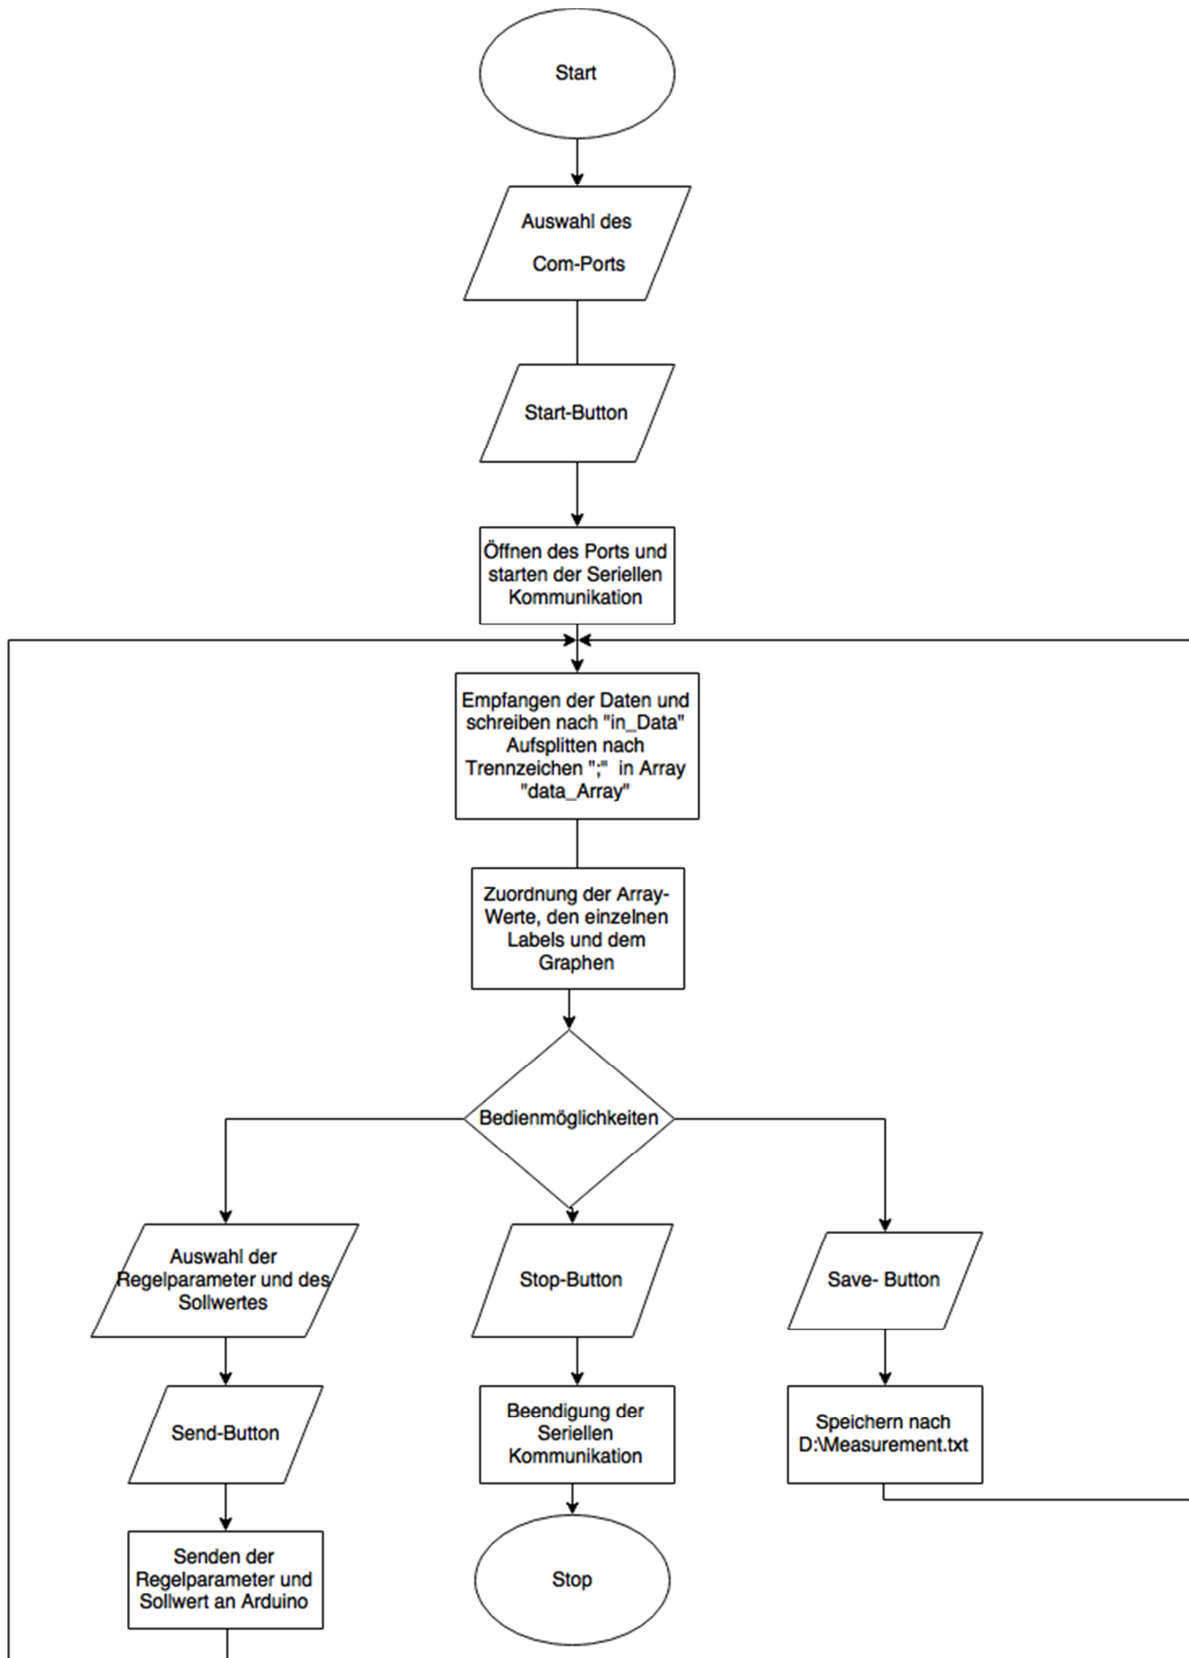 Start
Auswahl des
Com-Ports
Start-Button
Öffnen des Ports und
starten der Seriellen
Kommunikation
Empfangen der Daten und
schreiben nach "in_Data"
Aufsplitten nach
Trennzeichen ";" in Array
"data_Array"
Zuordnung der Array-
Werte, den einzelnen
Labels und dem
Graphen
Bedienmöglichkeiten
Auswahl der
Regelparameter und des
Sollwertes
Send-Button
Senden der
Regelparameter und
Sollwert an Arduino
Stop-Button
Beendigung der
Seriellen
Kommunikation
Stop
Save- Button
Speichern nach
D:\Measurement.txt